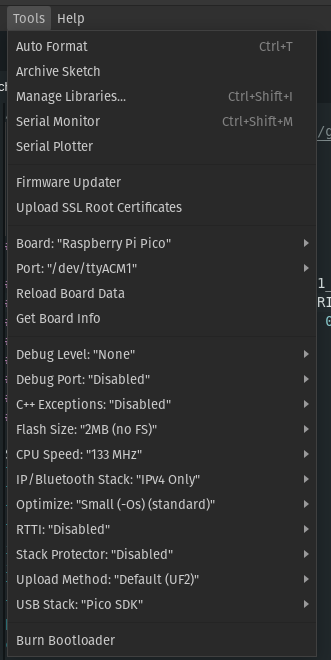 Tools Help
Auto Format Ctrl+T
Archive Sketch
Manage Libraries... Ctrl+Shift+I
Serial Monitor Ctrl+Shift+M
Serial Plotter
Firmware Updater
Upload SSL Root Certificates
Board: "Raspberry Pi Pico"
Port: "/dev/ttyACM1"
Reload Board Data
Get Board Info
Debug Level: "None"
Debug Port: "Disabled"
C++ Exceptions: "Disabled"
Flash Size: "2MB (no FS)"
CPU Speed: "133 MHz"
IP/Bluetooth Stack: "IPv4 Only"
Optimize: "Small (-Os) (standard)"
RTTI: "Disabled"
Stack Protector: "Disabled"
Upload Method: "Default (UF2)"
USB Stack: "Pico SDK"
Burn Bootloader